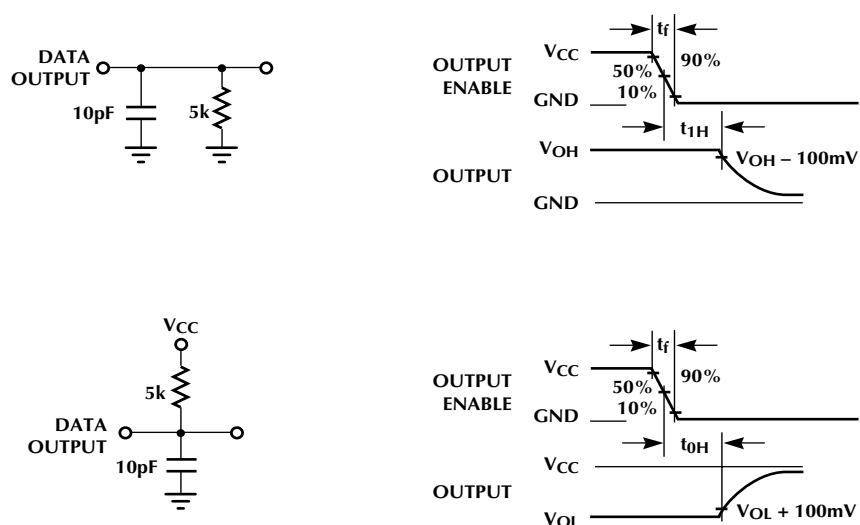 DATA
OUTPUT
10pF
5k
OUTPUT
ENABLE
VCC
GND
tf
50%
90%
10%
t1H
OUTPUT
VOH
GND
VOH – 100mV
VCC
5k
DATA
OUTPUT
10pF
OUTPUT
ENABLE
VCC
GND
tf
50%
90%
10%
t0H
OUTPUT
VCC
VOL
VOL + 100mV